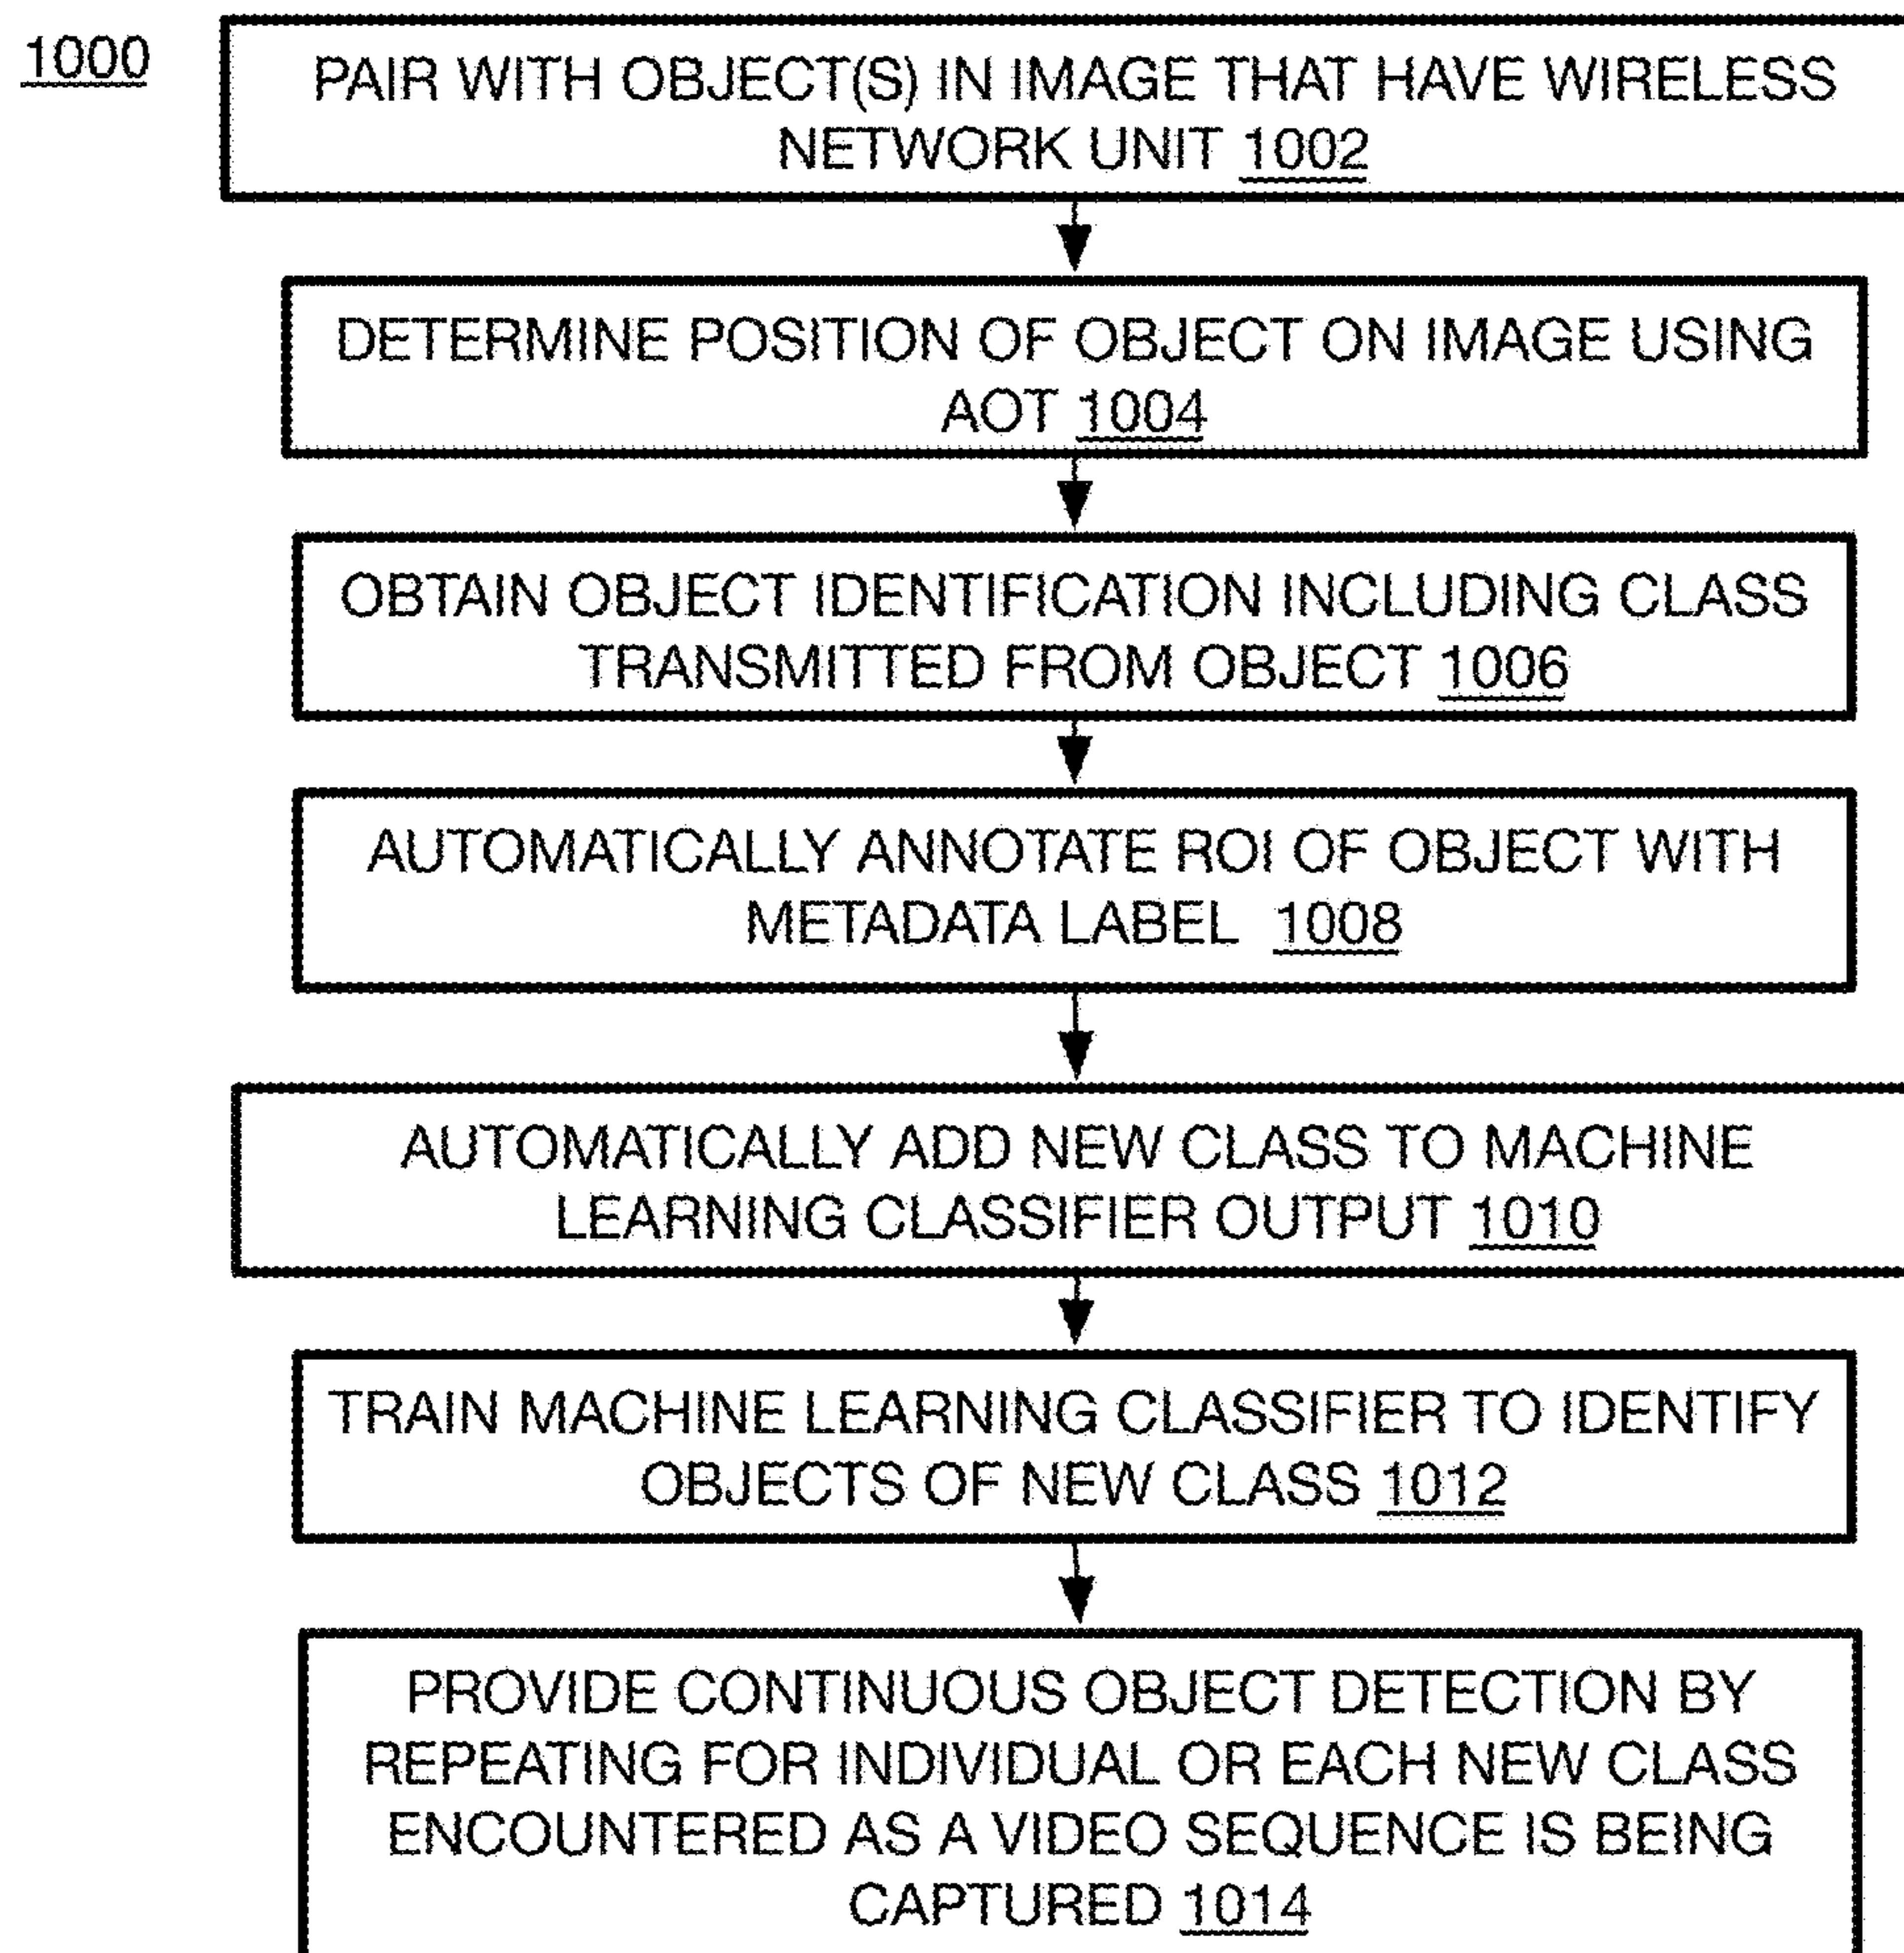 1000
PAIR WITH OBJECT(S) IN IMAGE THAT HAVE WIRELESS
NETWORK UNIT 1002
DETERMINE POSITION OF OBJECT ON IMAGE USING
AOT 1004
OBTAIN OBJECT IDENTIFICATION INCLUDING CLASS
TRANSMITTED FROM OBJECT 1006
AUTOMATICALLY ANNOTATE ROI OF OBJECT WITH
METADATA LABEL 1008
AUTOMATICALLY ADD NEW CLASS TO MACHINE
LEARNING CLASSIFIER OUTPUT 1010
TRAIN MACHINE LEARNING CLASSIFIER TO IDENTIFY
OBJECTS OF NEW CLASS 1012
PROVIDE CONTINUOUS OBJECT DETECTION BY
REPEATING FOR INDIVIDUAL OR EACH NEW CLASS
ENCOUNTERED AS A VIDEO SEQUENCE IS BEING
CAPTURED 1014